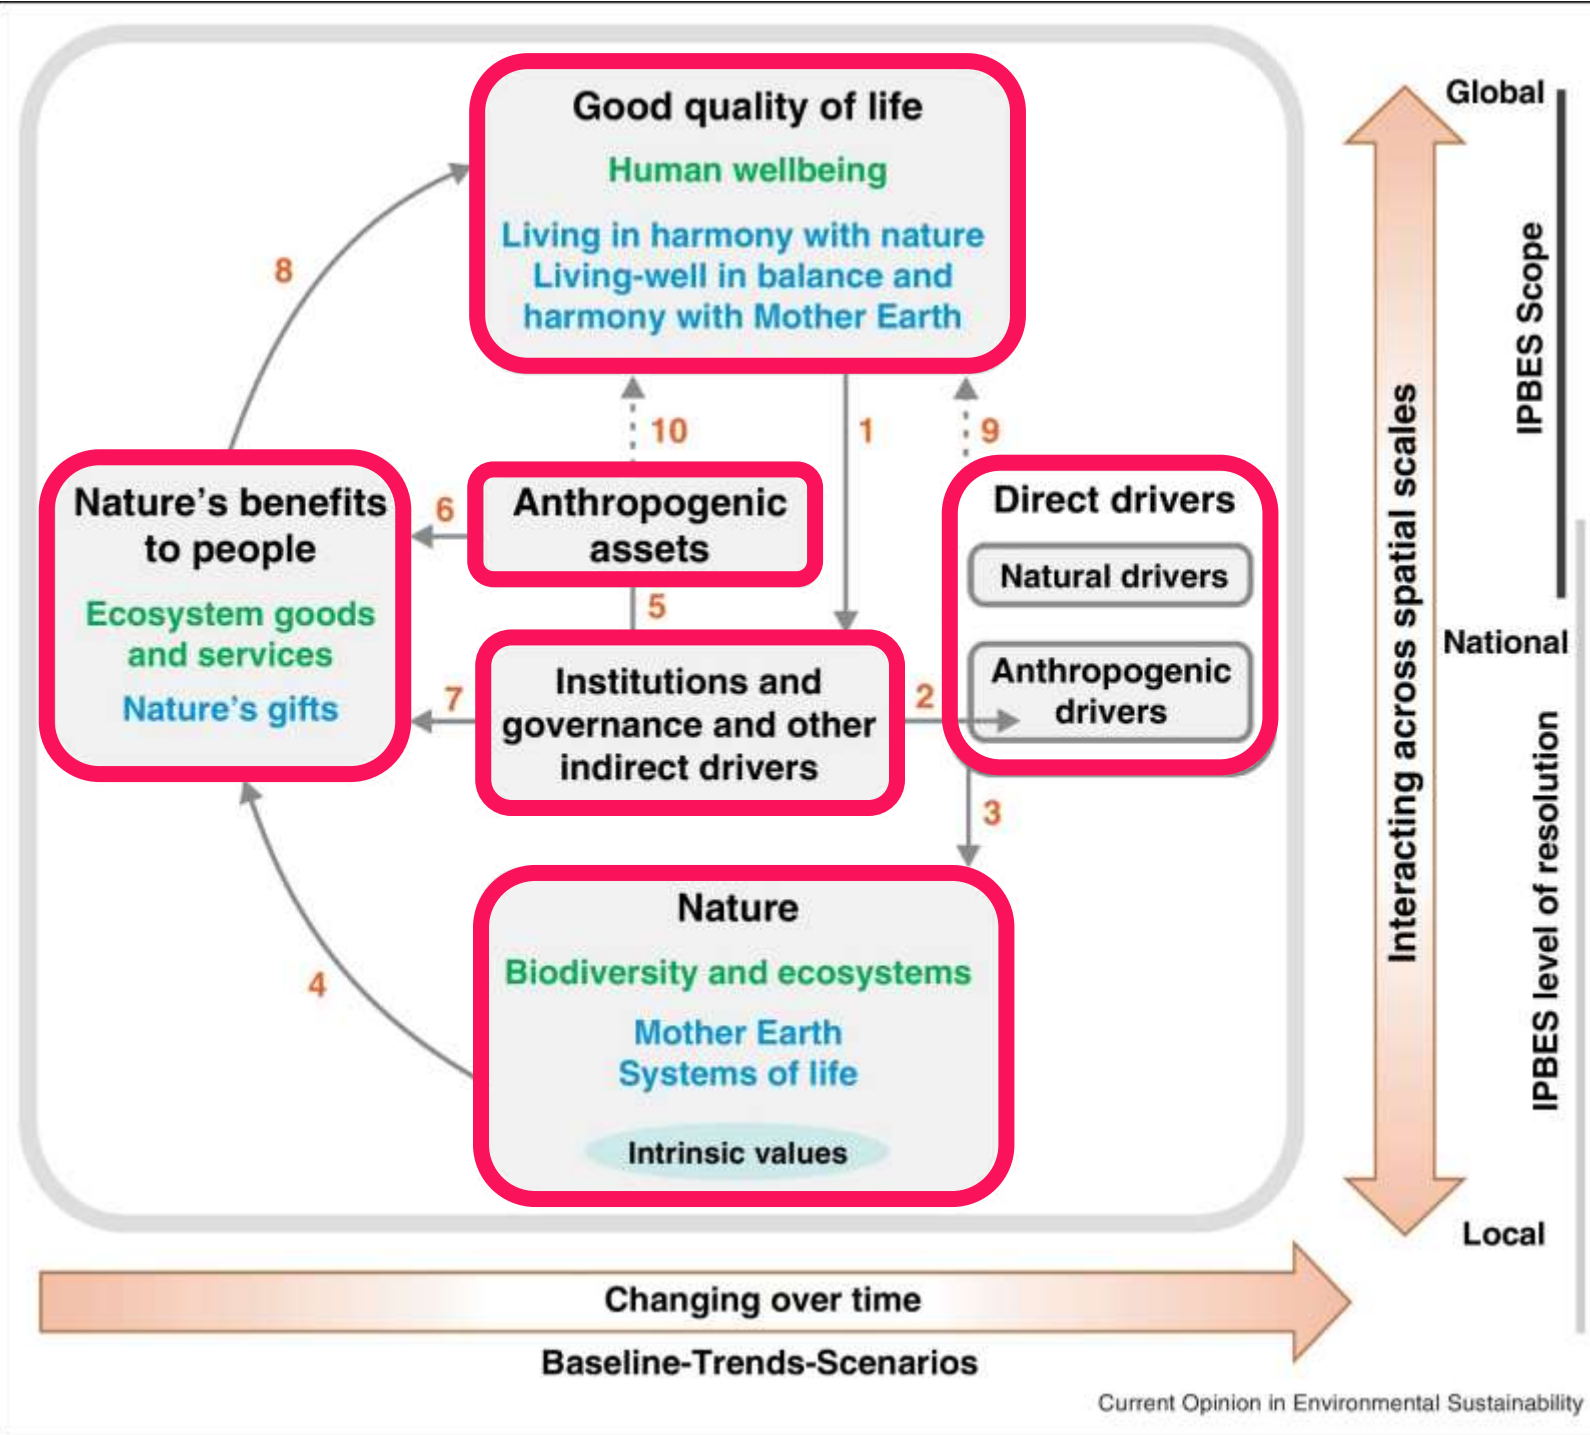 Good quality of life
Human wellbeing
Living in harmony with nature
Living-well in balance and
harmony with Mother Earth
8
10
1
9
Nature's benefits
to people
Ecosystem goods
and services
Nature's gifts
6
Anthropogenic
assets
5
7
Institutions and
governance and other
indirect drivers
2
Direct drivers
Natural drivers
Anthropogenic
drivers
3
4
Nature
Biodiversity and ecosystems
Mother Earth
Systems of life
Intrinsic values
Changing over time
Baseline-Trends-Scenarios
Interacting across spatial scales
Global
National
Local
IPBES Scope
IPBES level of resolution
Current Opinion in Environmental Sustainability